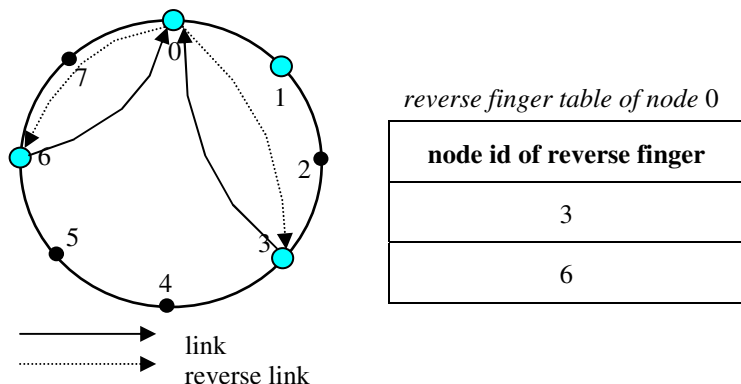 0
7
1
6
2
5
3
4
link
reverse link
reverse finger table of node 0
node id of reverse finger
3
6